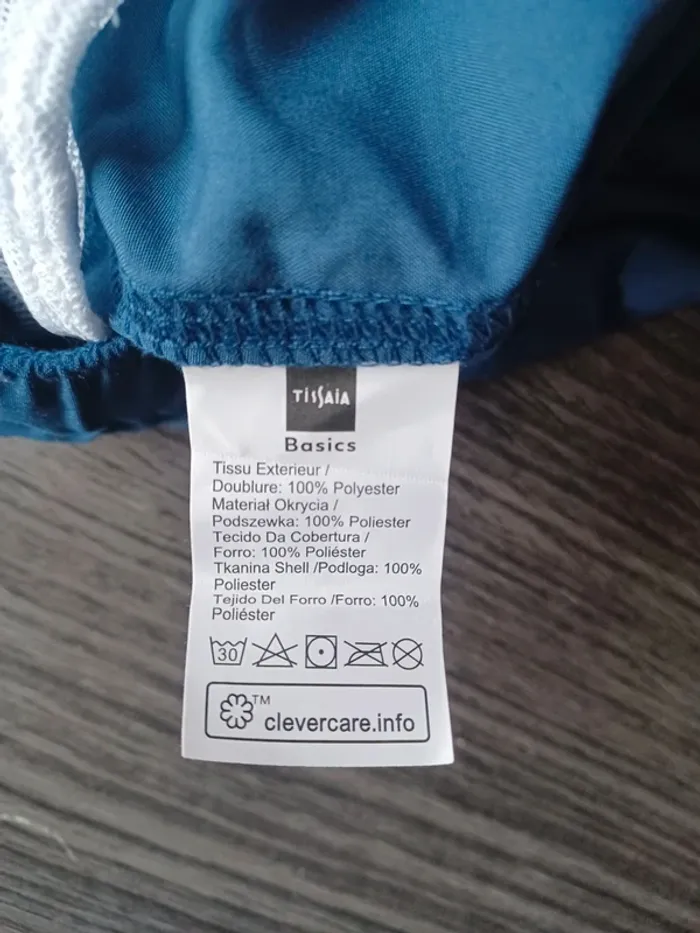 TISSAIA
Basics
Tissu Exterieur /
Doublure: 100% Polyester
Materiał Okrycia /
Podszewka: 100% Poliester
Tecido Da Cobertura /
Forro: 100% Poliéster
Tkanina Shell /Podloga: 100%
Poliester
Tejido Del Forro /Forro: 100%
Poliéster
30
TM
clevercare.info